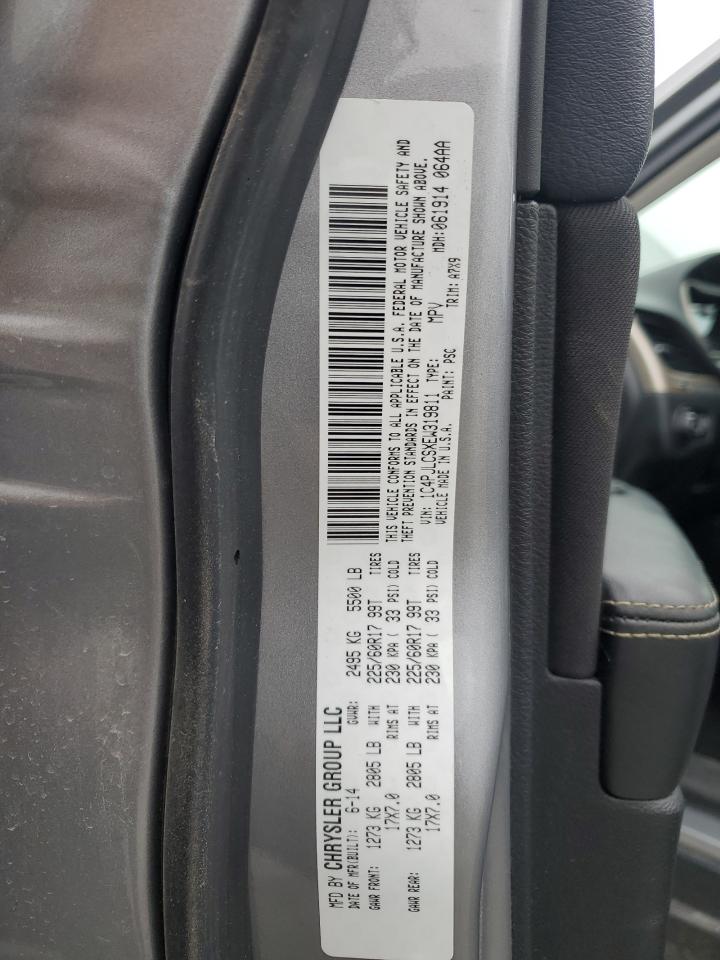 MFD BY CHRYSLER GROUP LLC
DATE OF MFR(BUILT): 6-14 GVWR: 2495 KG 5500 LB
GAWR FRONT: 1273 KG 2805 LB WITH 225/60R17 99T TIRES
17X7.0 RIMS AT 230 KPA ( 33 PSI) COLD
GAWR REAR: 1273 KG 2805 LB WITH 225/60R17 99T TIRES
17X7.0 RIMS AT 230 KPA ( 33 PSI) COLD
THIS VEHICLE CONFORMS TO ALL APPLICABLE U.S.A. FEDERAL MOTOR VEHICLE SAFETY AND
THEFT PREVENTION STANDARDS IN EFFECT ON THE DATE OF MANUFACTURE SHOWN ABOVE.
VIN: 1C4PJLCSXEW319811 TYPE: MPV MDH:061914 064AA
VEHICLE MADE IN U.S.A. PAINT: PSC TRIM: A7X9